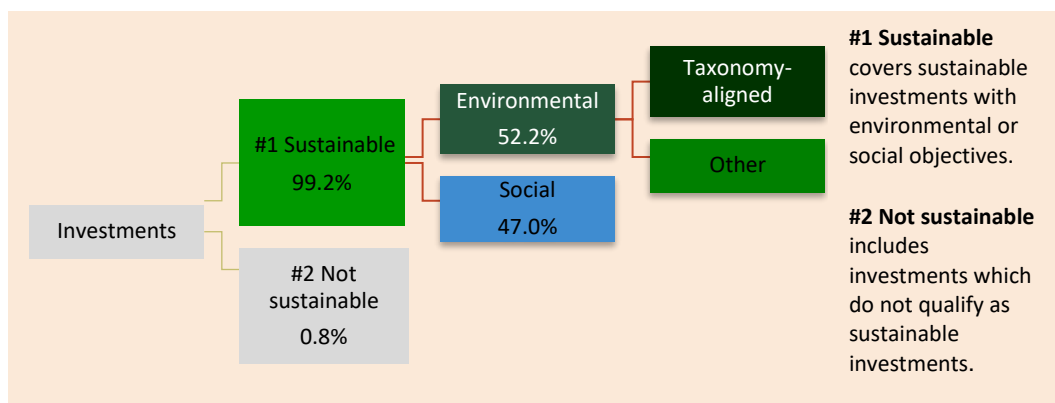 Investments
#1 Sustainable
99.2%
#2 Not
sustainable
0.8%
Environmental
52.2%
Social
47.0%
Taxonomy-
aligned
Other
#1 Sustainable
covers sustainable
investments with
environmental or
social objectives.
#2 Not sustainable
includes
investments which
do not qualify as
sustainable
investments.